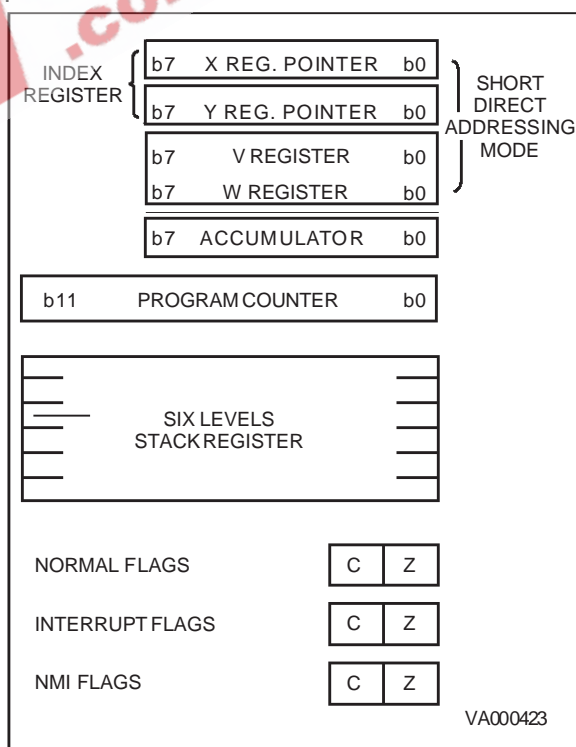 .co
INDEX
REGISTER
b7 X REG. POINTER b0
b7 Y REG. POINTER b0
b7 V REGISTER b0
b7 W REGISTER b0
SHORT
DIRECT
ADDRESSING
MODE
b7 ACCUMULATOR b0
b11 PROGRAM COUNTER b0
SIX LEVELS
STACK REGISTER
NORMAL FLAGS C Z
INTERRUPT FLAGS C Z
NMI FLAGS C Z
VA000423